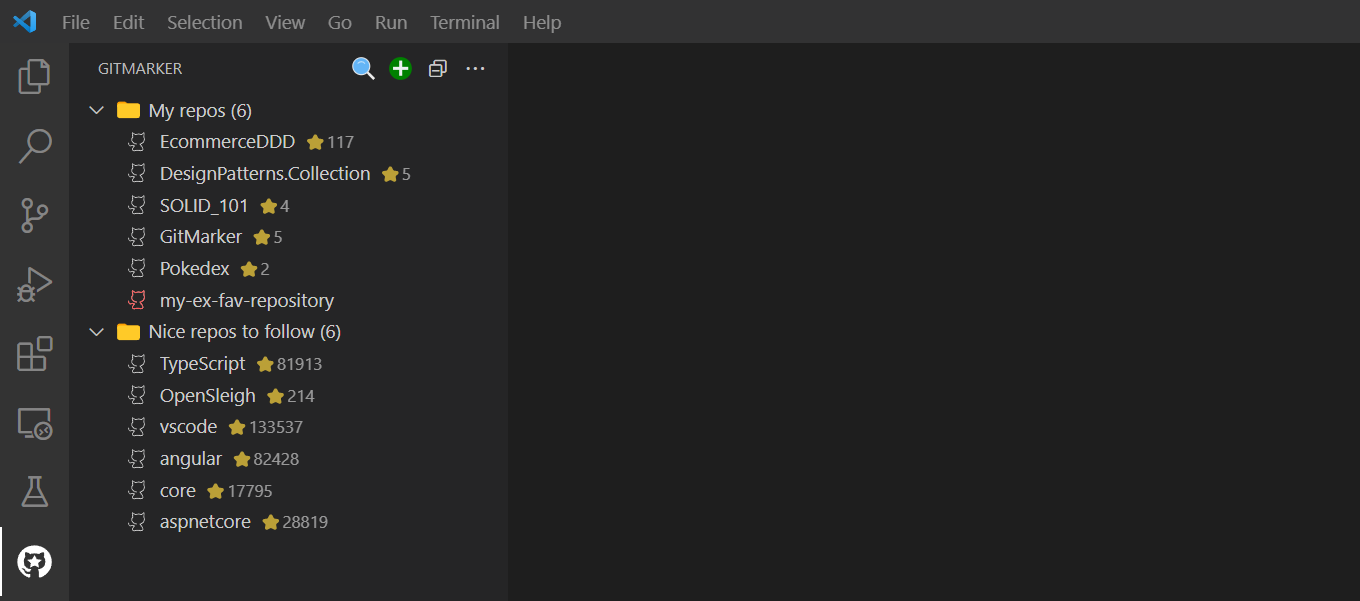 File Edit Selection View Go Run Terminal Help
GITMARKER
My repos (6)
EcommerceDDD 117
DesignPatterns.Collection 5
SOLID_101 4
GitMarker 5
Pokedex 2
my-ex-fav-repository
Nice repos to follow (6)
TypeScript 81913
OpenSleigh 214
vscode 133537
angular 82428
core 17795
aspnetcore 28819